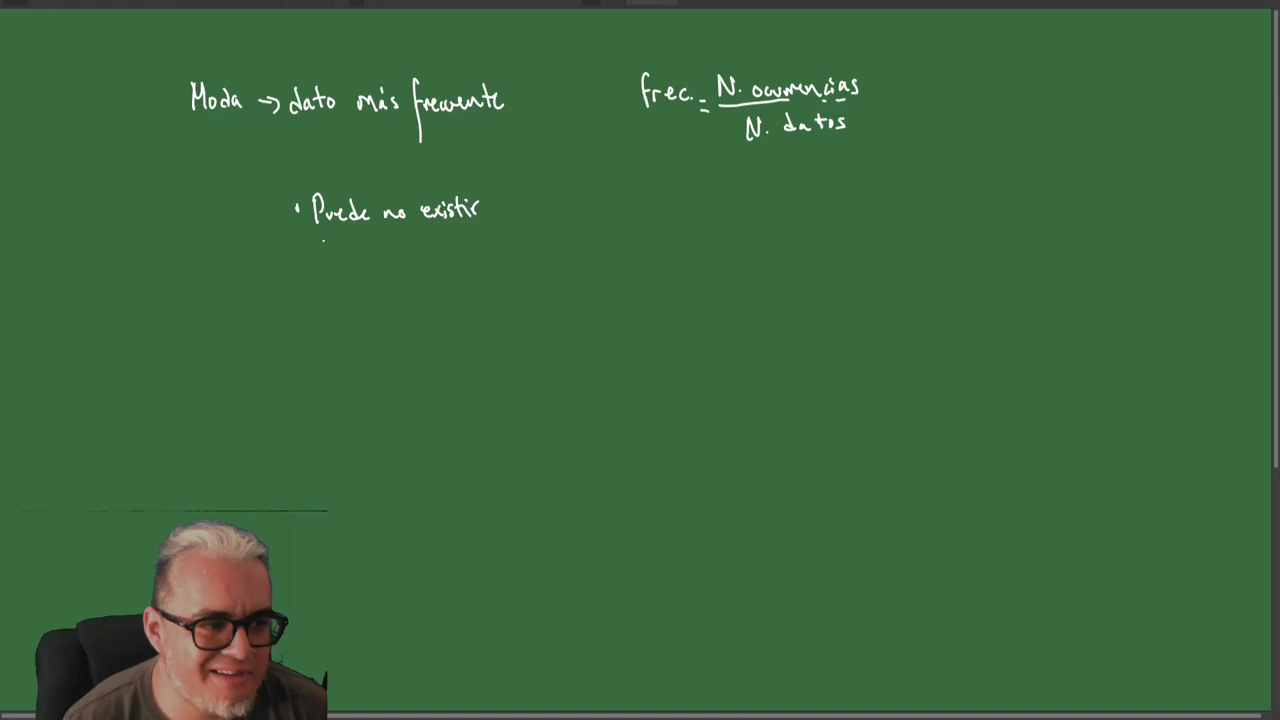 Moda → dato más frecuente
frec. = N. ocurrencias
N. datos
• Puede no existir